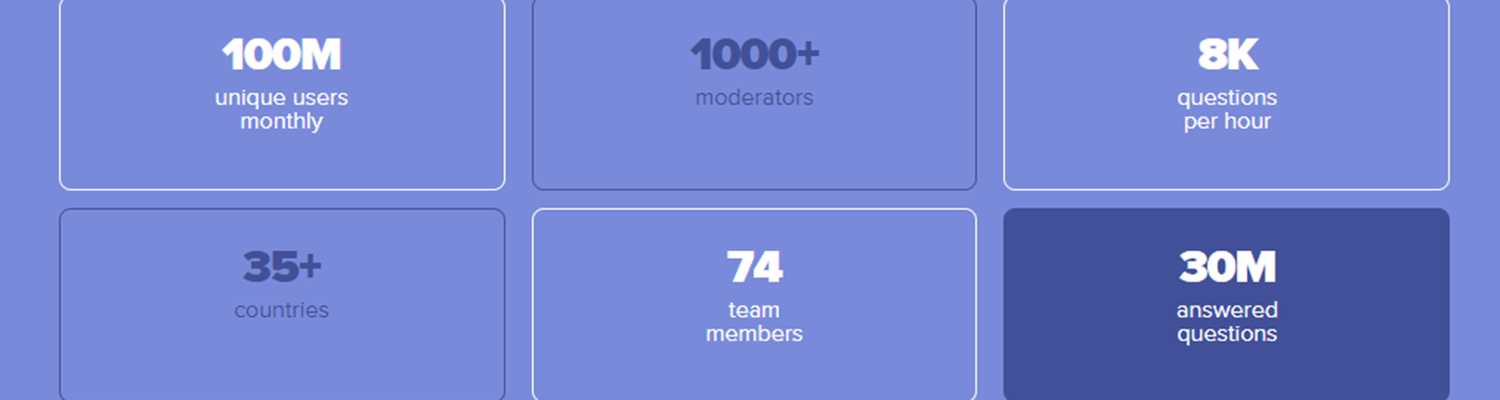 100M
unique users
monthly
1000+
moderators
8K
questions
per hour
35+
countries
74
team
members
30M
answered
questions